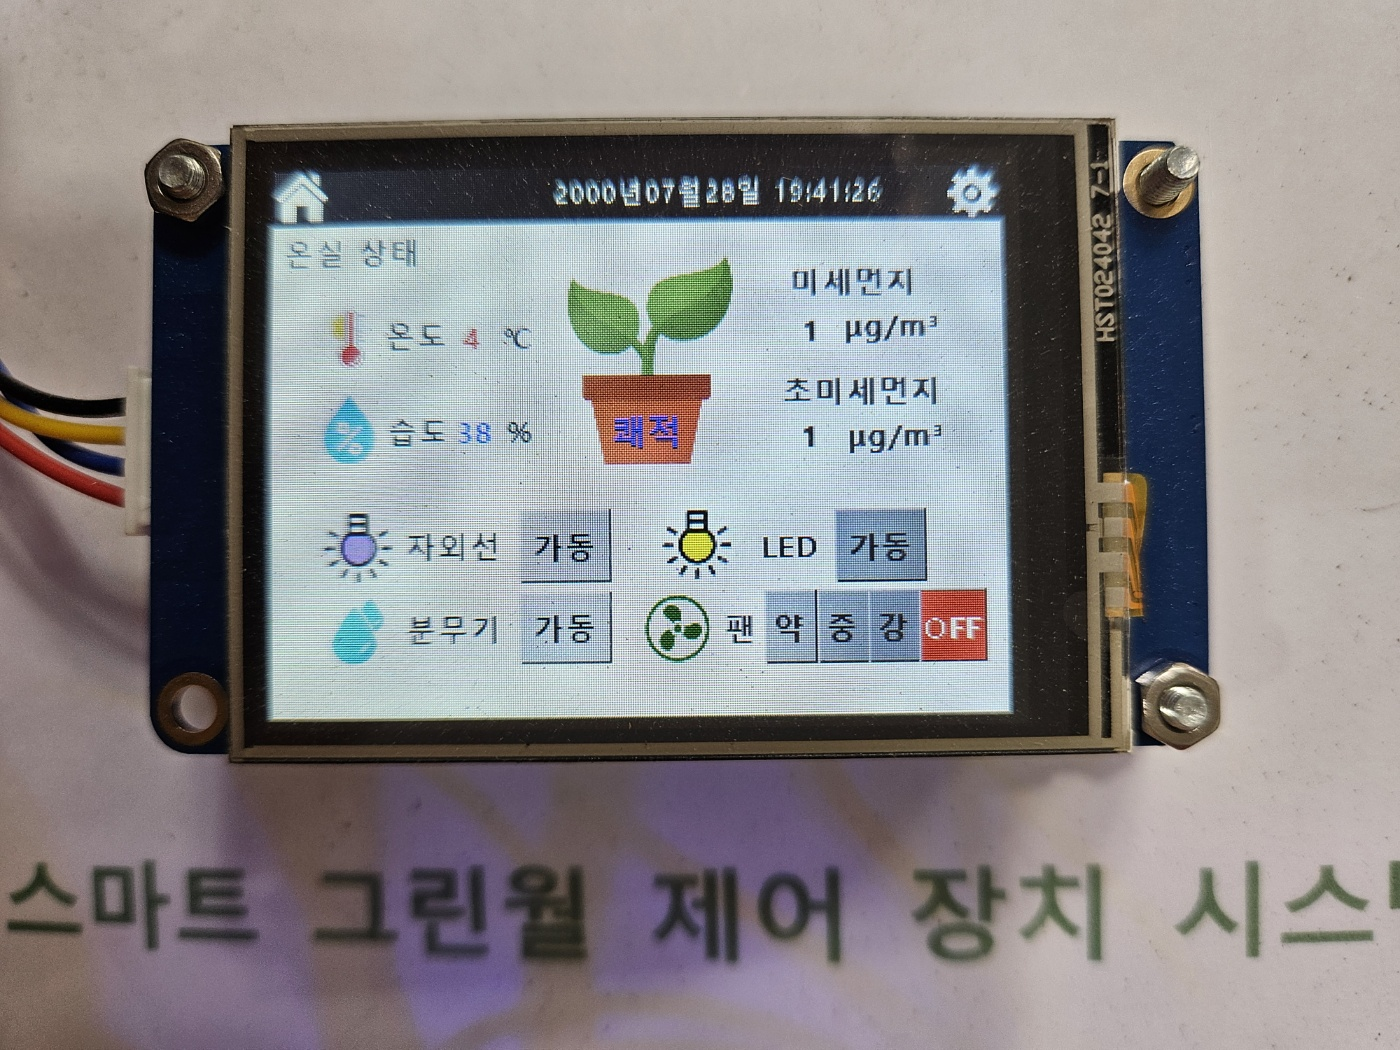 2000년07월28일 19:41:26
온실 상태
온도 4 ℃
습도 38 %
쾌적
미세먼지
1 μg/m³
초미세먼지
1 μg/m³
자외선 가동
LED 가동
분무기 가동
팬 약 중 강 OFF
HST024042 Z-1
스마트 그린월 제어 장치 시스